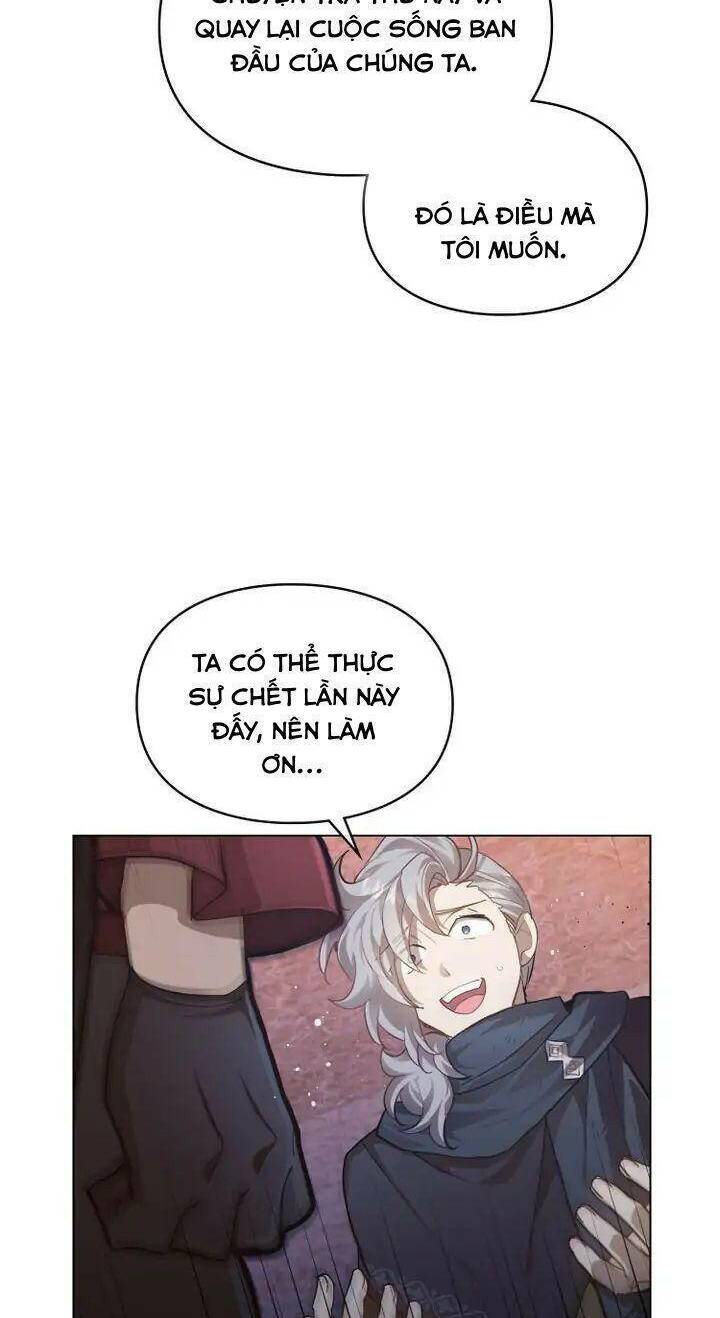 QUAY LẠI CUỘC SỐNG BAN
ĐẦU CỦA CHÚNG TA.
ĐÓ LÀ ĐIỀU MÀ
TÔI MUỐN.
TA CÓ THỂ THỰC
SỰ CHẾT LẦN NÀY
ĐẤY, NÊN LÀM
ƠN...